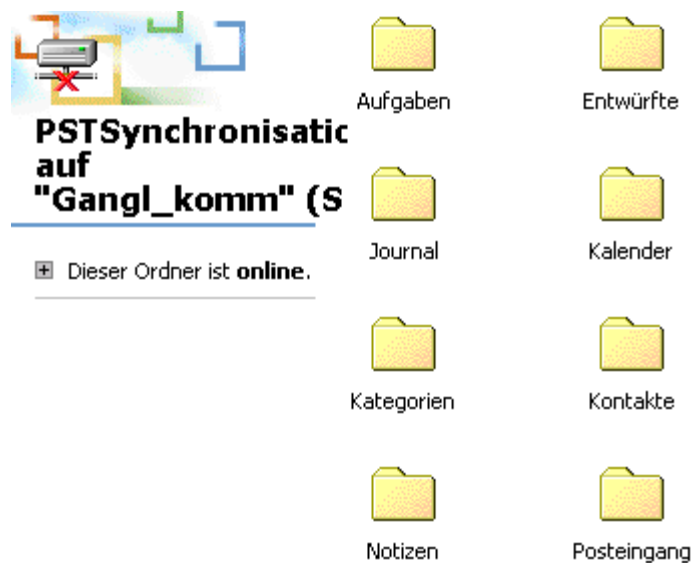 PSTSynchronisatic
auf
"Gangl_komm" (S
Dieser Ordner ist online.
Aufgaben
Entwürfte
Journal
Kalender
Kategorien
Kontakte
Notizen
Posteingang